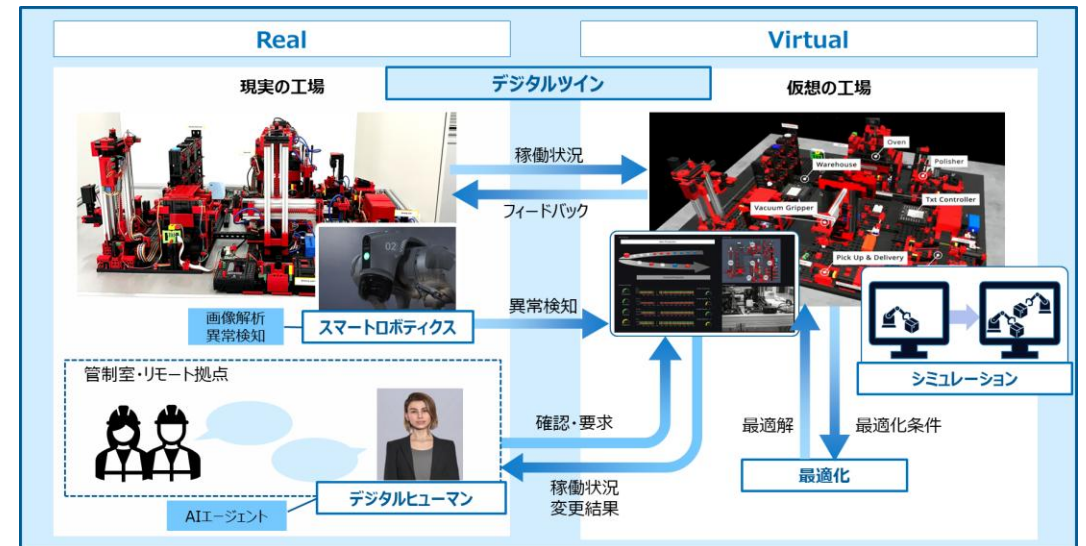 Real
Virtual
現実の工場
デジタルツイン
仮想の工場
稼働状況
フィードバック
Oven
Warehouse
Polisher
Txt Controller
Vacuum Gripper
Pick Up & Delivery
02
画像解析
異常検知
スマートロボティクス
異常検知
シミュレーション
管制室・リモート拠点
確認・要求
最適解
最適化条件
最適化
デジタルヒューマン
AIエージェント
稼働状況
変更結果